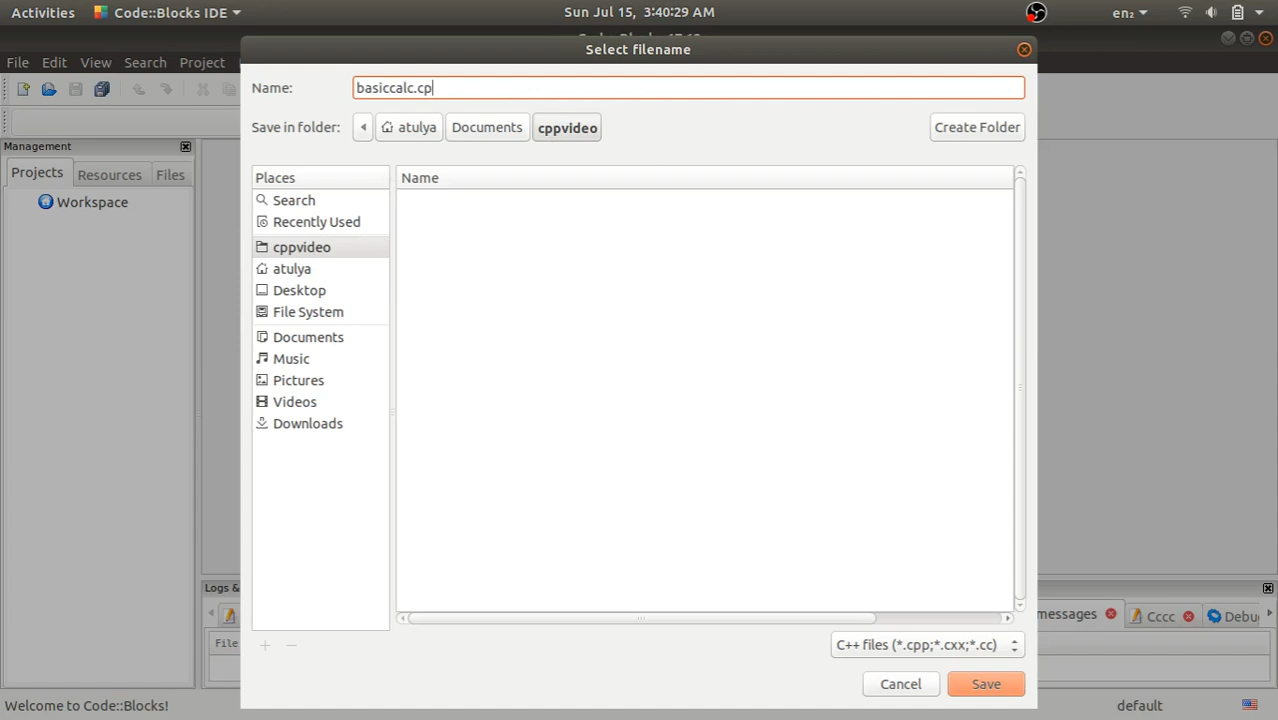 Activities Code::Blocks IDE Sun Jul 15, 3:40:29 AM en₂
File Edit View Search Project
Select filename
Name: basiccalc.cp
Save in folder: atulya Documents cppvideo Create Folder
Management
Projects Resources Files
Workspace
Places Name
Search
Recently Used
cppvideo
atulya
Desktop
File System
Documents
Music
Pictures
Videos
Downloads
Logs &
messages Cccc Debu
File
C++ files (*.cpp;*.cxx;*.cc)
Cancel Save
Welcome to Code::Blocks! default